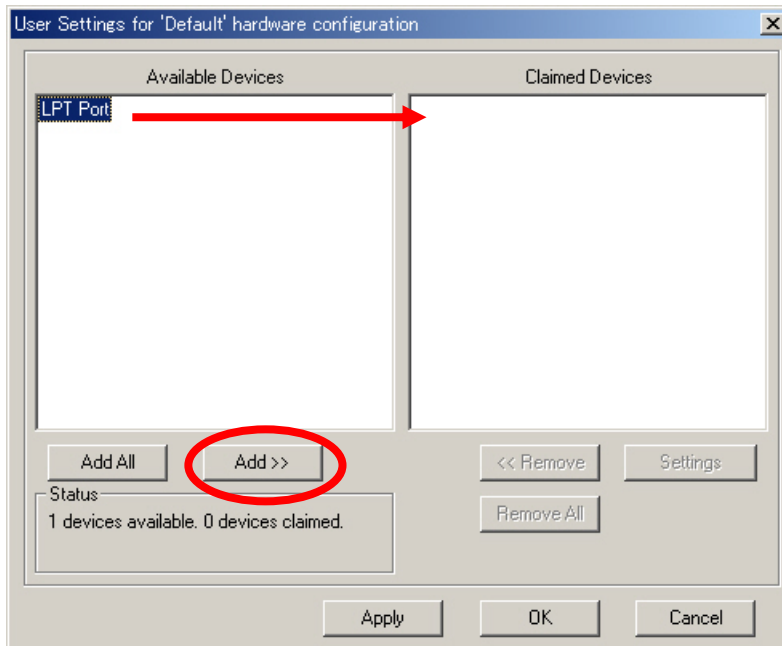 User Settings for 'Default' hardware configuration
Available Devices
Claimed Devices
LPT Port
Add All
Add >>
<< Remove
Settings
Status
1 devices available. 0 devices claimed.
Remove All
Apply
OK
Cancel